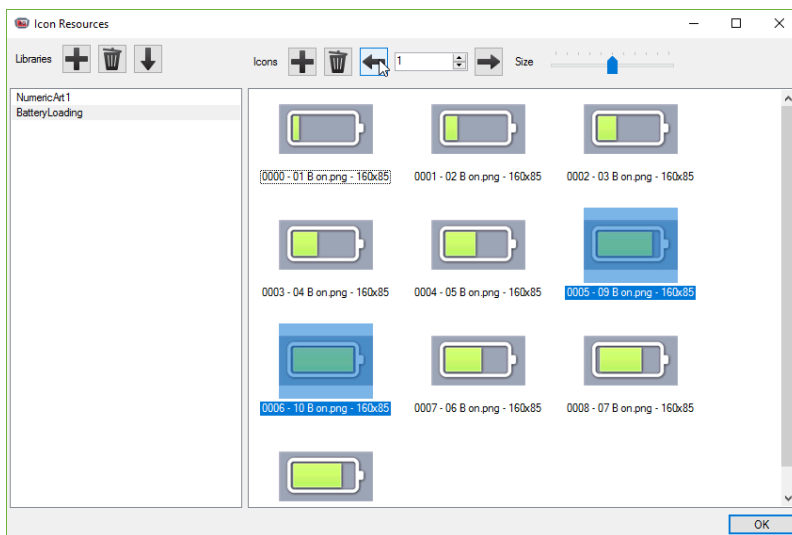 Icon Resources
Libraries
Icons
1
Size
NumericArt1
BatteryLoading
0000 - 01 B on.png - 160x85
0001 - 02 B on.png - 160x85
0002 - 03 B on.png - 160x85
0003 - 04 B on.png - 160x85
0004 - 05 B on.png - 160x85
0005 - 09 B on.png - 160x85
0006 - 10 B on.png - 160x85
0007 - 06 B on.png - 160x85
0008 - 07 B on.png - 160x85
OK